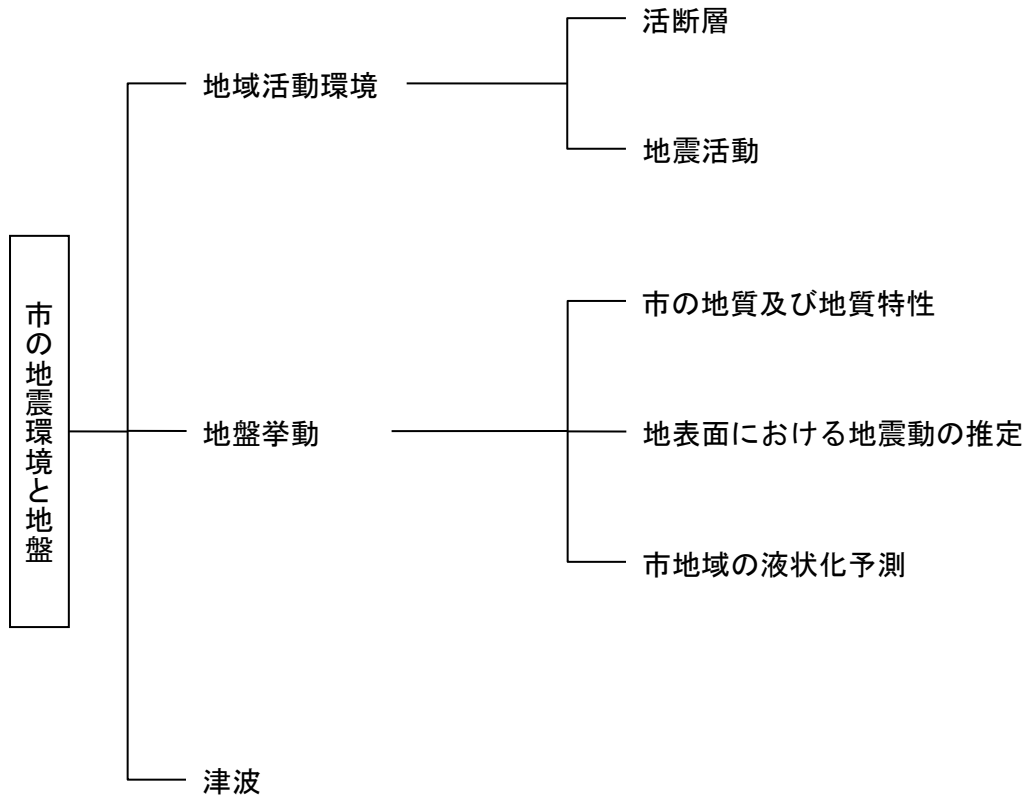 市の地震環境と地盤
地域活動環境
活断層
地震活動
地盤挙動
市の地質及び地質特性
地表面における地震動の推定
市地域の液状化予測
津波